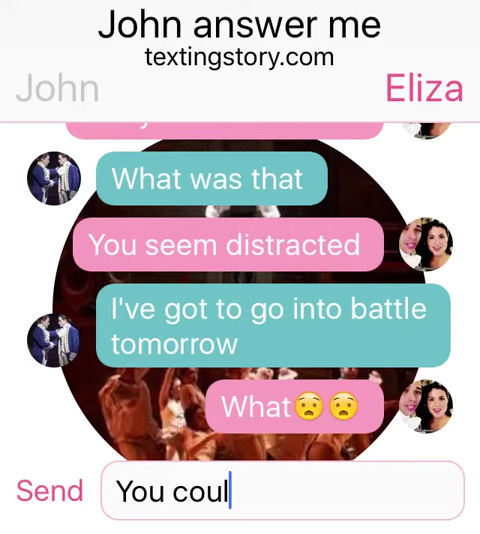 John answer me
textingstory.com
John
Eliza
What was that
You seem distracted
I've got to go into battle
tomorrow
What😧😧
Send
You coul